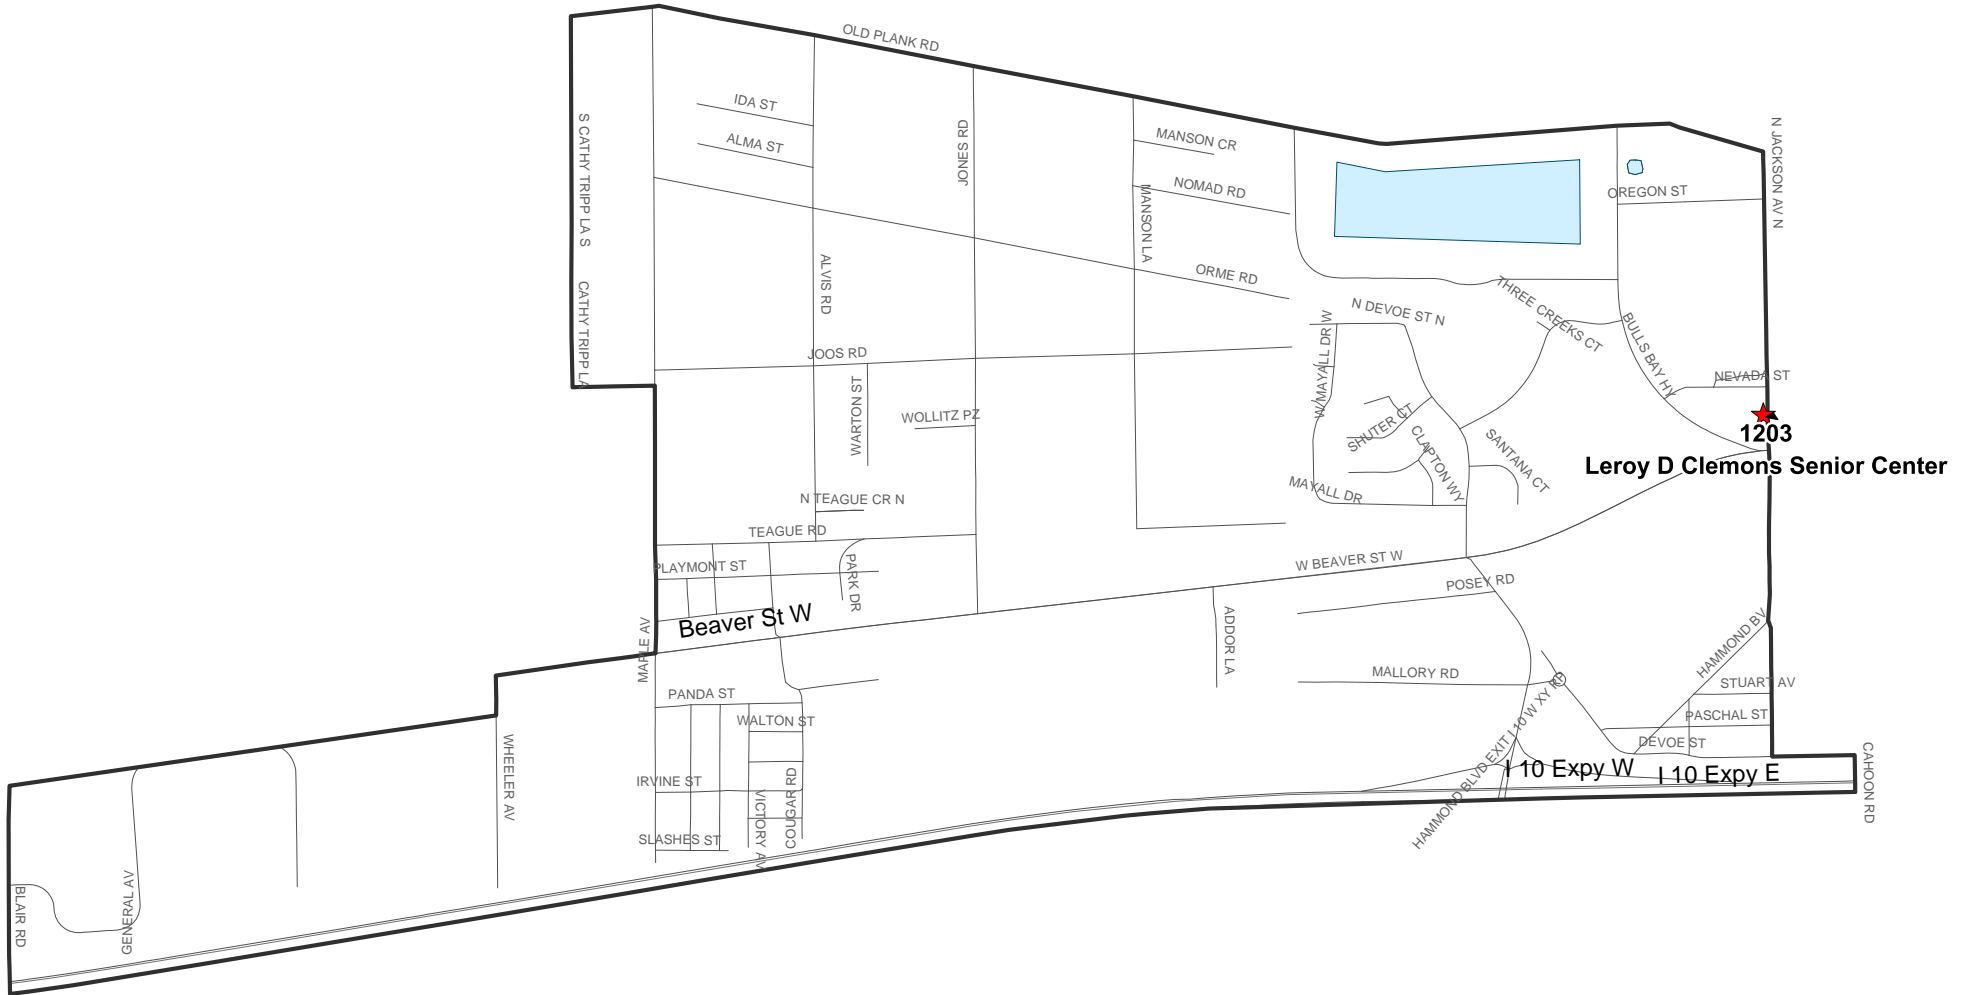 OLD PLANK RD
IDA ST
ALMA ST
S CATHY TRIPP LA S
CATHY TRIPP LA
JONES RD
MANSON CR
NOMAD RD
MANSON LA
OREGON ST
N JACKSON AV N
ALVIS RD
ORME RD
THREE CREEKS CT
N DEVOE ST N
W MAYALL DR W
BULLS BAY HY
JOOS RD
NEVADA ST
WARTON ST
WOLLITZ PZ
SHUTER CT
CLAPTON WY
SANTANA CT
1203
Leroy D Clemons Senior Center
MAYALL DR
N TEAGUE CR N
TEAGUE RD
PLAYMONT ST
PARK DR
W BEAVER ST W
POSEY RD
Beaver St W
MAPLE AV
ADDOR LA
HAMMOND BV
MALLORY RD
STUART AV
PANDA ST
WALTON ST
PASCHAL ST
DEVOE ST
HAMMOND BLVD EXIT I 10 W XY RP
WHEELER AV
IRVINE ST
VICTORY AV
COUGAR RD
I 10 Expy W
I 10 Expy E
CAHOON RD
SLASHES ST
BLAIR RD
GENERAL AV